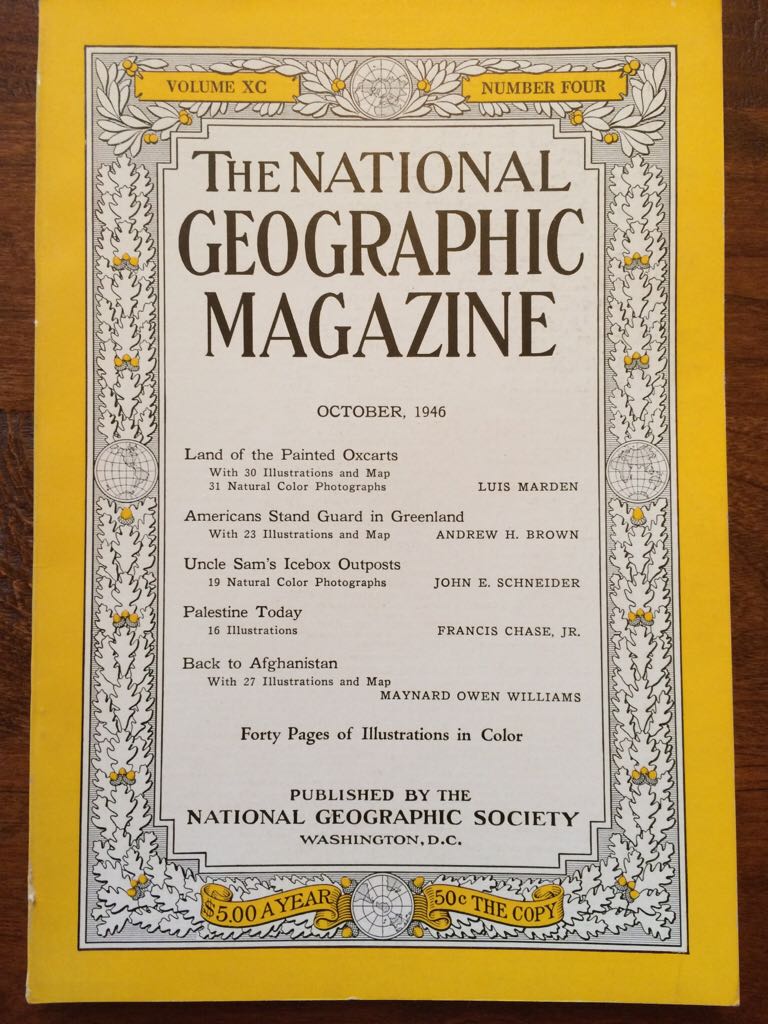 VOLUME XC
NUMBER FOUR
THE NATIONAL
GEOGRAPHIC
MAGAZINE
OCTOBER, 1946
Land of the Painted Oxcarts
With 30 Illustrations and Map
31 Natural Color Photographs LUIS MARDEN
Americans Stand Guard in Greenland
With 23 Illustrations and Map ANDREW H. BROWN
Uncle Sam's Icebox Outposts
19 Natural Color Photographs JOHN E. SCHNEIDER
Palestine Today
16 Illustrations FRANCIS CHASE, JR.
Back to Afghanistan
With 27 Illustrations and Map
MAYNARD OWEN WILLIAMS
Forty Pages of Illustrations in Color
PUBLISHED BY THE
NATIONAL GEOGRAPHIC SOCIETY
WASHINGTON, D.C.
$5.00 A YEAR
50c THE COPY